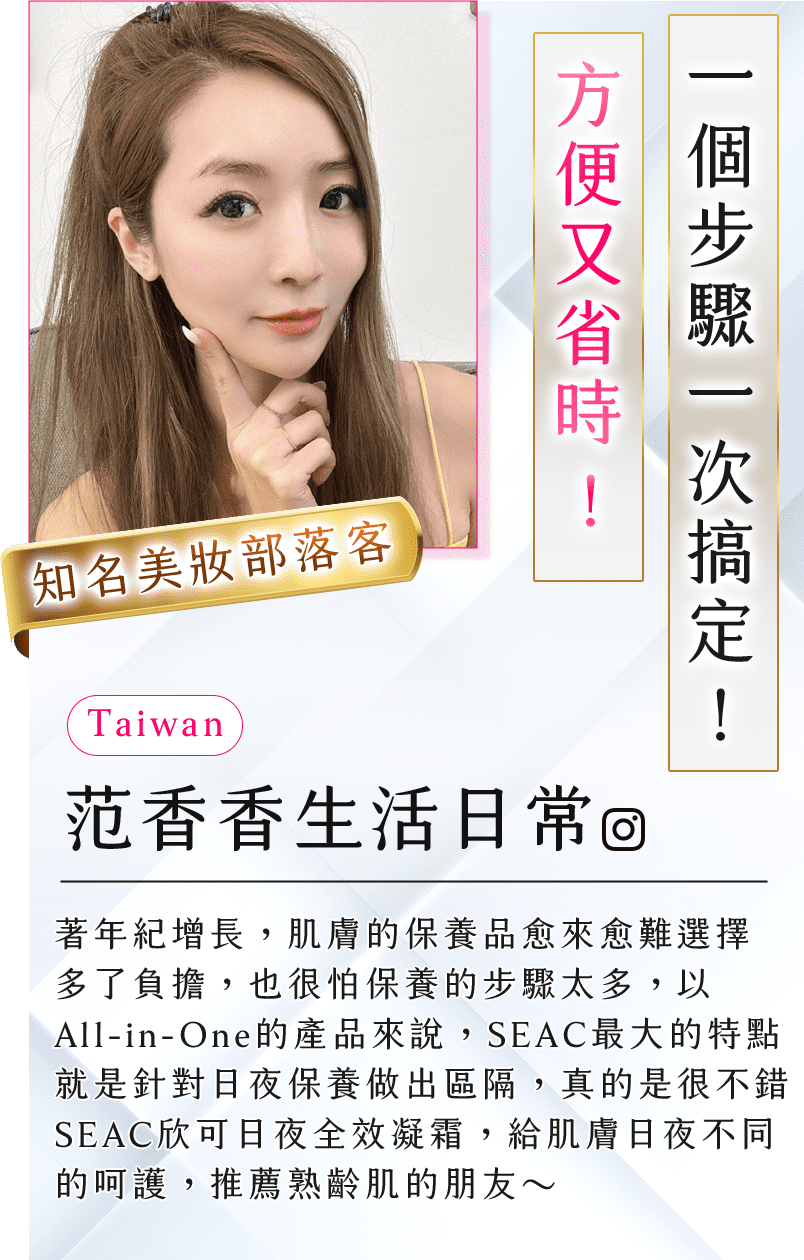 一個步驟一次搞定！
方便又省時！
知名美妝部落客
Taiwan
范香香生活日常
著年紀增長，肌膚的保養品愈來愈難選擇
多了負擔，也很怕保養的步驟太多，以
All-in-One的產品來說，SEAC最大的特點
就是針對日夜保養做出區隔，真的是很不錯
SEAC欣可日夜全效凝霜，給肌膚日夜不同
的呵護，推薦熟齡肌的朋友～